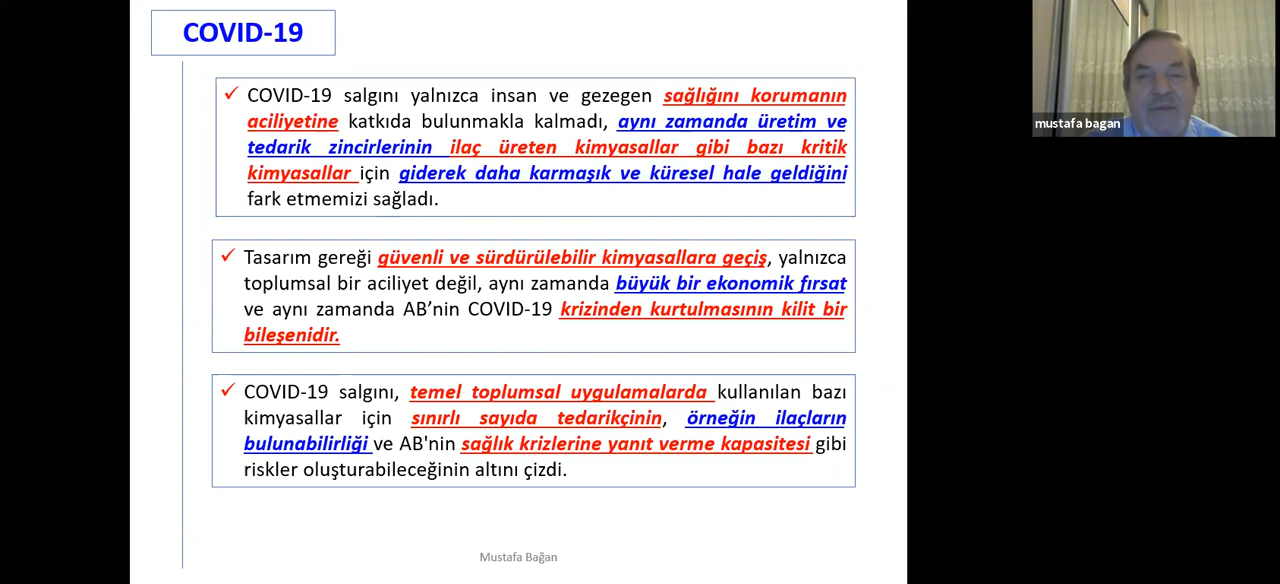 COVID-19
COVID-19 salgını yalnızca insan ve gezegen sağlığını korumanın
aciliyetine katkıda bulunmakla kalmadı, aynı zamanda üretim ve
tedarik zincirlerinin ilaç üreten kimyasallar gibi bazı kritik
kimyasallar için giderek daha karmaşık ve küresel hale geldiğini
fark etmemizi sağladı.
Tasarım gereği güvenli ve sürdürülebilir kimyasallara geçiş, yalnızca
toplumsal bir aciliyet değil, aynı zamanda büyük bir ekonomik fırsat
ve aynı zamanda AB’nin COVID-19 krizinden kurtulmasının kilit bir
bileşenidir.
COVID-19 salgını, temel toplumsal uygulamalarda kullanılan bazı
kimyasallar için sınırlı sayıda tedarikçinin, örneğin ilaçların
bulunabilirliği ve AB'nin sağlık krizlerine yanıt verme kapasitesi gibi
riskler oluşturabileceğinin altını çizdi.
Mustafa Bağan
mustafa bagan